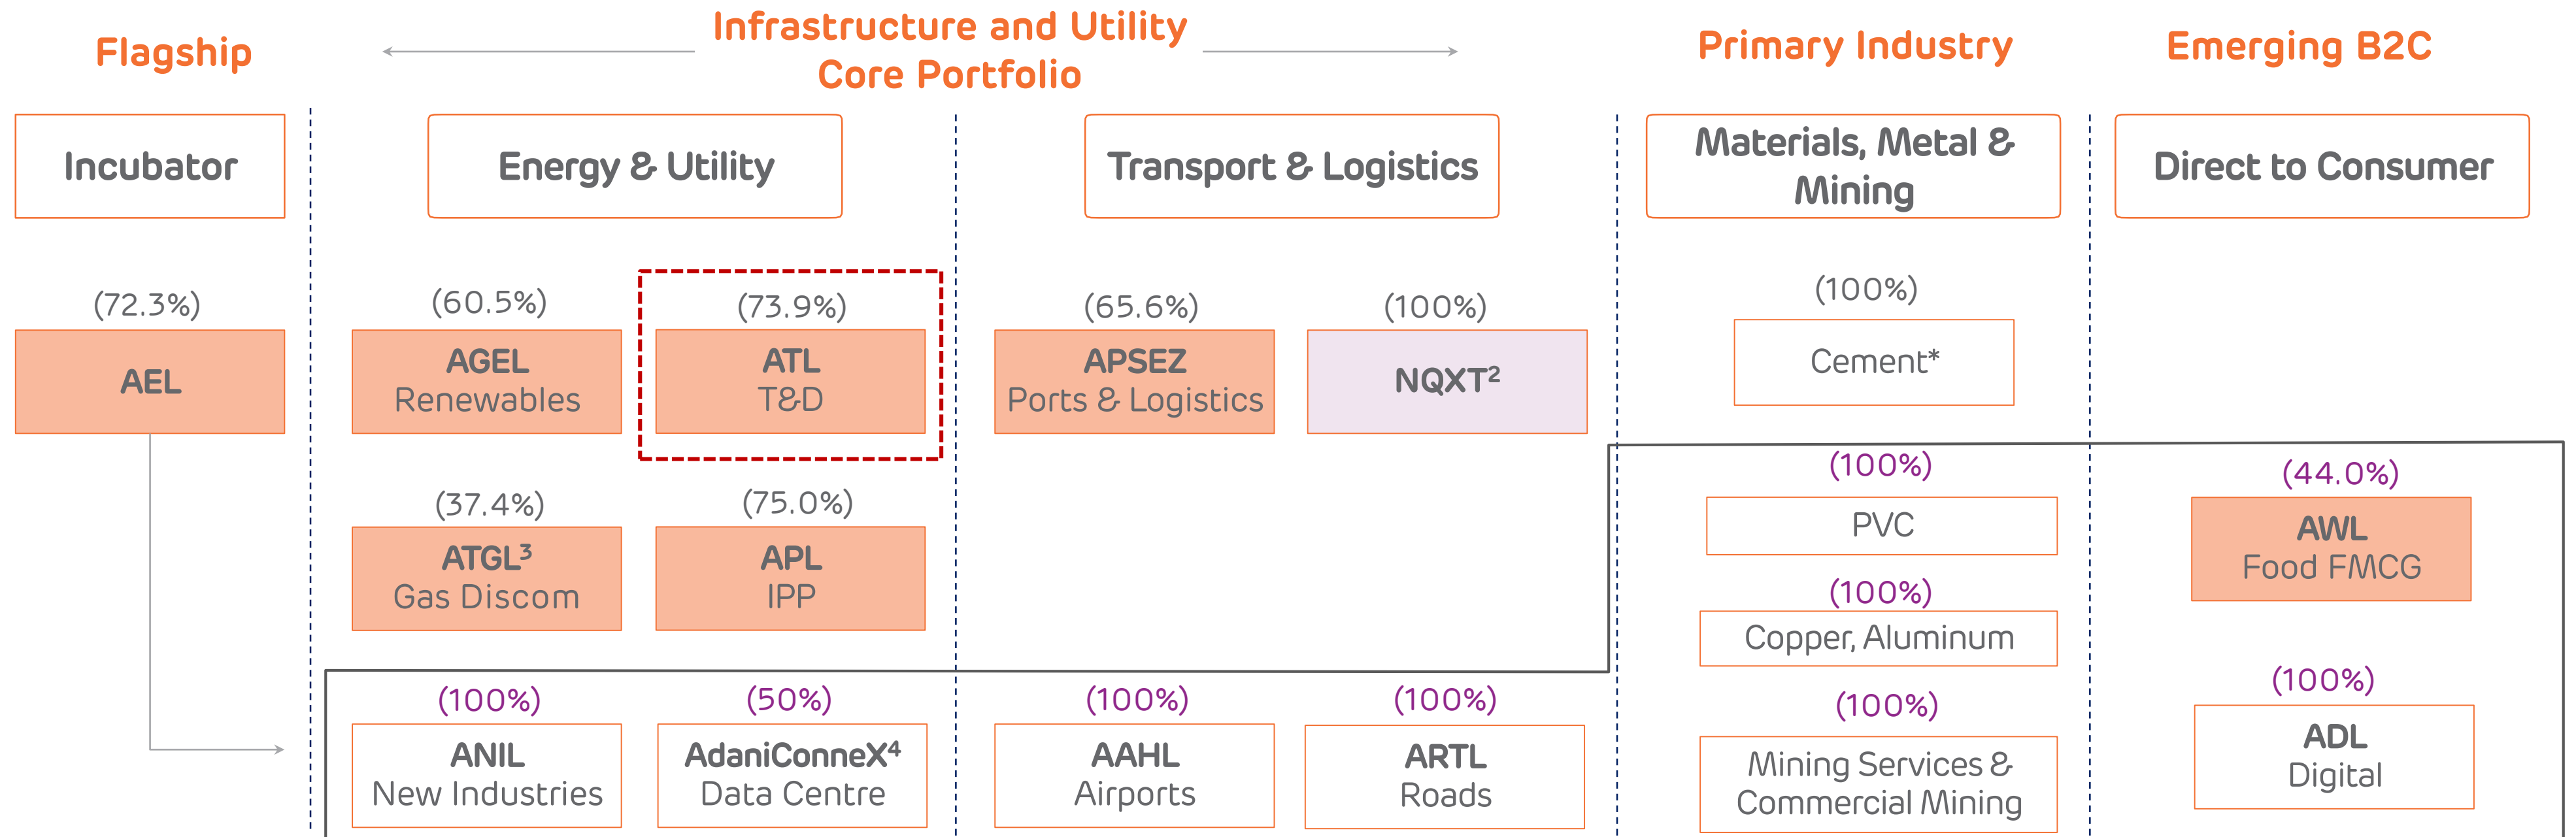 Flagship
Infrastructure and Utility
Core Portfolio
Primary Industry
Emerging B2C
Incubator
Energy & Utility
Transport & Logistics
Materials, Metal &
Mining
Direct to Consumer
(72.3%)
AEL
(60.5%)
AGEL
Renewables
(73.9%)
ATL
T&D
(65.6%)
APSEZ
Ports & Logistics
(100%)
NQXT²
(100%)
Cement*
(37.4%)
ATGL³
Gas Discom
(75.0%)
APL
IPP
(100%)
PVC
(44.0%)
AWL
Food FMCG
(100%)
Copper, Aluminum
(100%)
ANIL
New Industries
(50%)
AdaniConneX⁴
Data Centre
(100%)
AAHL
Airports
(100%)
ARTL
Roads
(100%)
Mining Services &
Commercial Mining
(100%)
ADL
Digital